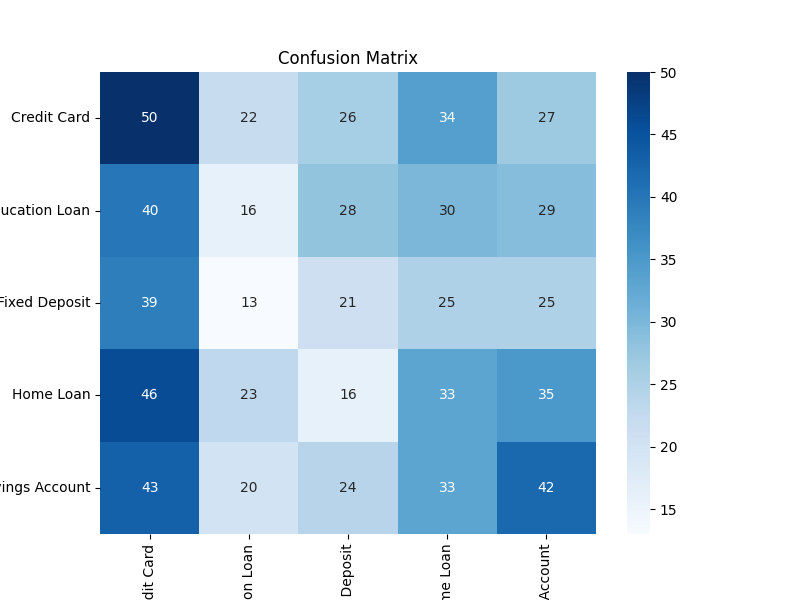 Confusion Matrix
Credit Card 50 22 26 34 27
ucation Loan 40 16 28 30 29
Fixed Deposit 39 13 21 25 25
Home Loan 46 23 16 33 35
vings Account 43 20 24 33 42
dit Card
on Loan
Deposit
me Loan
Account
50
45
40
35
30
25
20
15